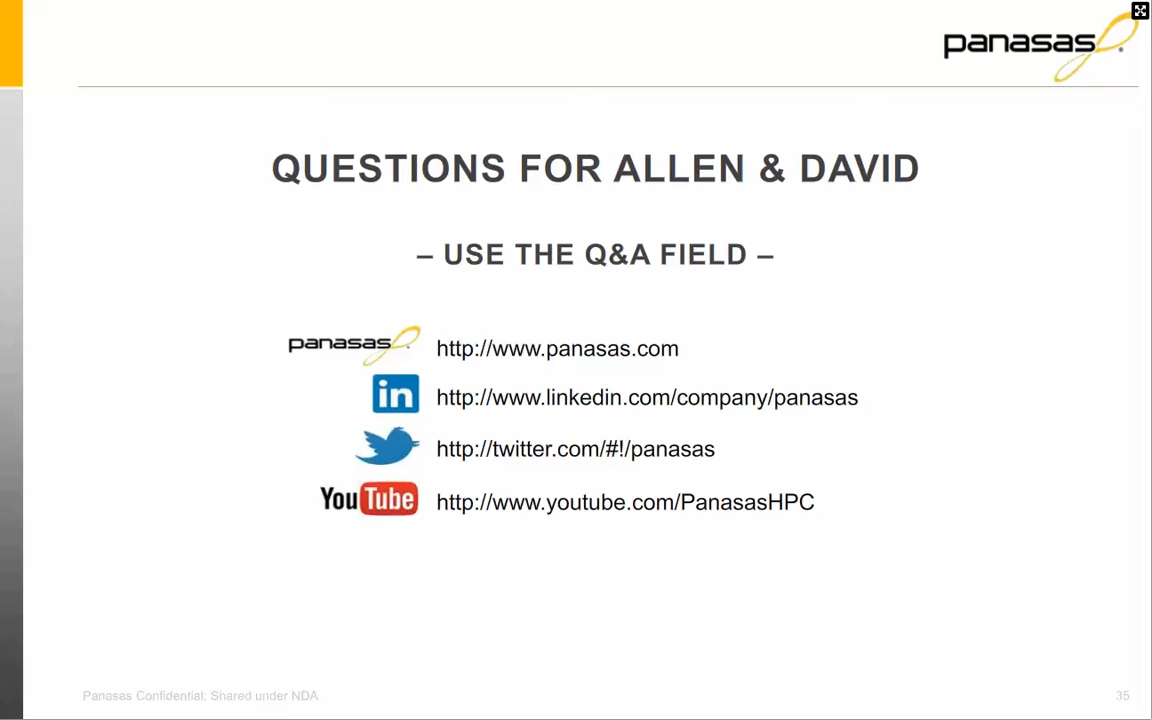 panasas
QUESTIONS FOR ALLEN & DAVID
– USE THE Q&A FIELD –
panasas http://www.panasas.com
in http://www.linkedin.com/company/panasas
http://twitter.com/#!/panasas
YouTube http://www.youtube.com/PanasasHPC
Panasas Confidential: Shared under NDA 35